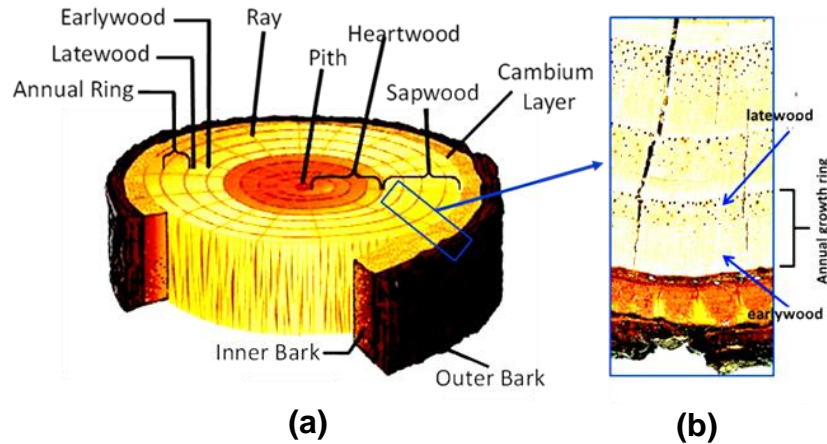 Earlywood
Ray
Heartwood
Latewood
Pith
Cambium
Layer
Annual Ring
Sapwood
Inner Bark
Outer Bark
(a)
latewood
Annual growth ring
earlywood
(b)